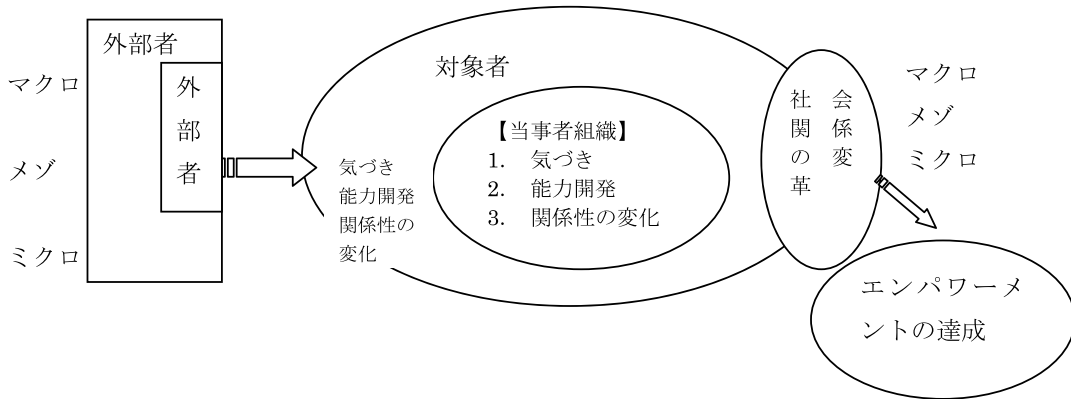 マクロ
メゾ
ミクロ
外部者
外部者
対象者
気づき
能力開発
関係性の
変化
【当事者組織】
1. 気づき
2. 能力開発
3. 関係性の変化
社会
関係
の変
革
マクロ
メゾ
ミクロ
エンパワーメ
ントの達成